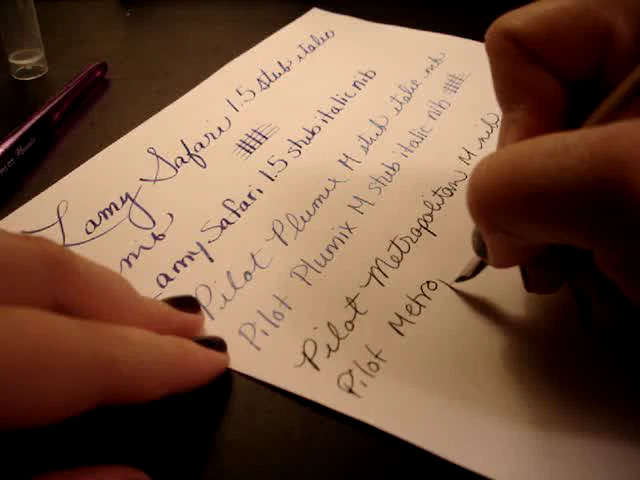 Lamy Safari 1.5 stub italic
nib
Lamy Safari 1.5 stub italic nib
Pilot Plumix M stub italic nib
Pilot Plumix M stub italic nib
Pilot Metropolitan M nib
Pilot Metro